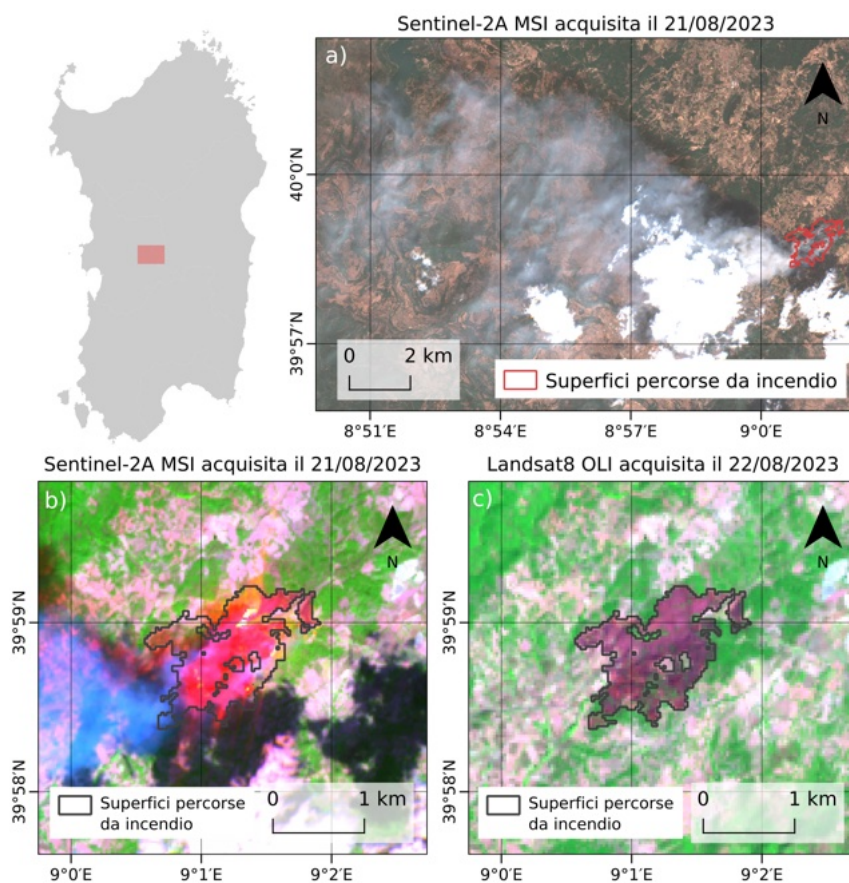 Sentinel-2A MSI acquisita il 21/08/2023
a)
N
40°0′N
39°57′N
0 2 km
Superfici percorse da incendio
8°51′E 8°54′E 8°57′E 9°0′E
Sentinel-2A MSI acquisita il 21/08/2023
b)
N
39°59′N
39°58′N
Superfici percorse
da incendio
0 1 km
9°0′E 9°1′E 9°2′E
Landsat8 OLI acquisita il 22/08/2023
c)
N
39°59′N
39°58′N
Superfici percorse
da incendio
0 1 km
9°0′E 9°1′E 9°2′E